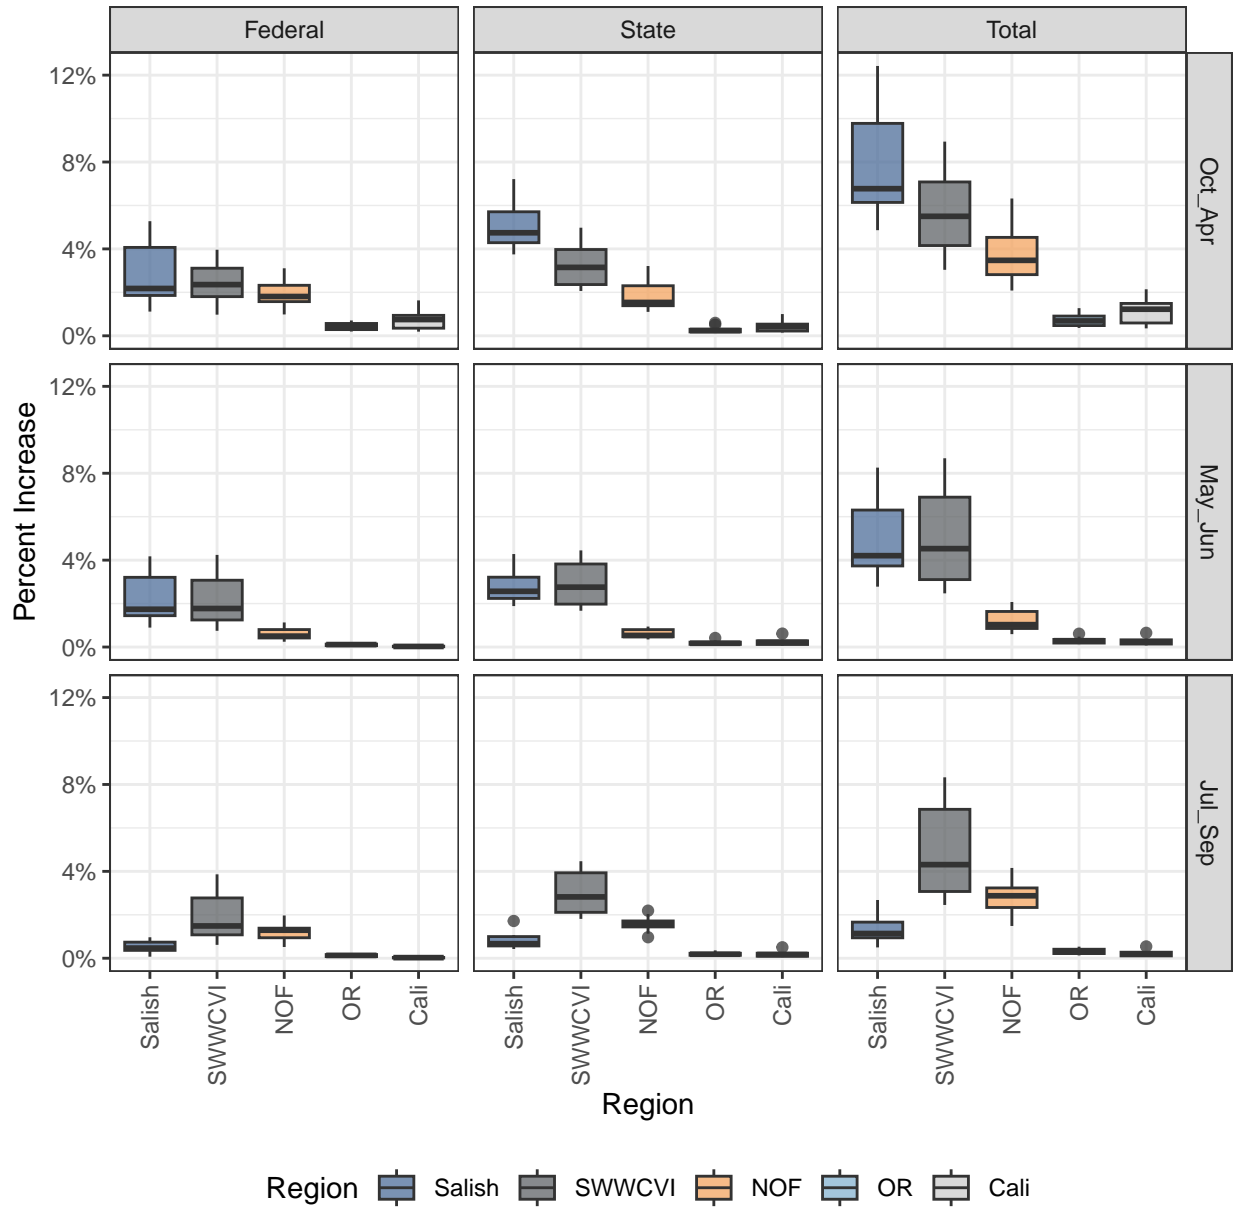 Federal State Total
12%
8%
4%
0%
Oct_Apr
12%
8%
4%
0%
May_Jun
12%
8%
4%
0%
Jul_Sep
Percent Increase
Salish SWWCVI NOF OR Cali Salish SWWCVI NOF OR Cali Salish SWWCVI NOF OR Cali
Region
Region Salish SWWCVI NOF OR Cali